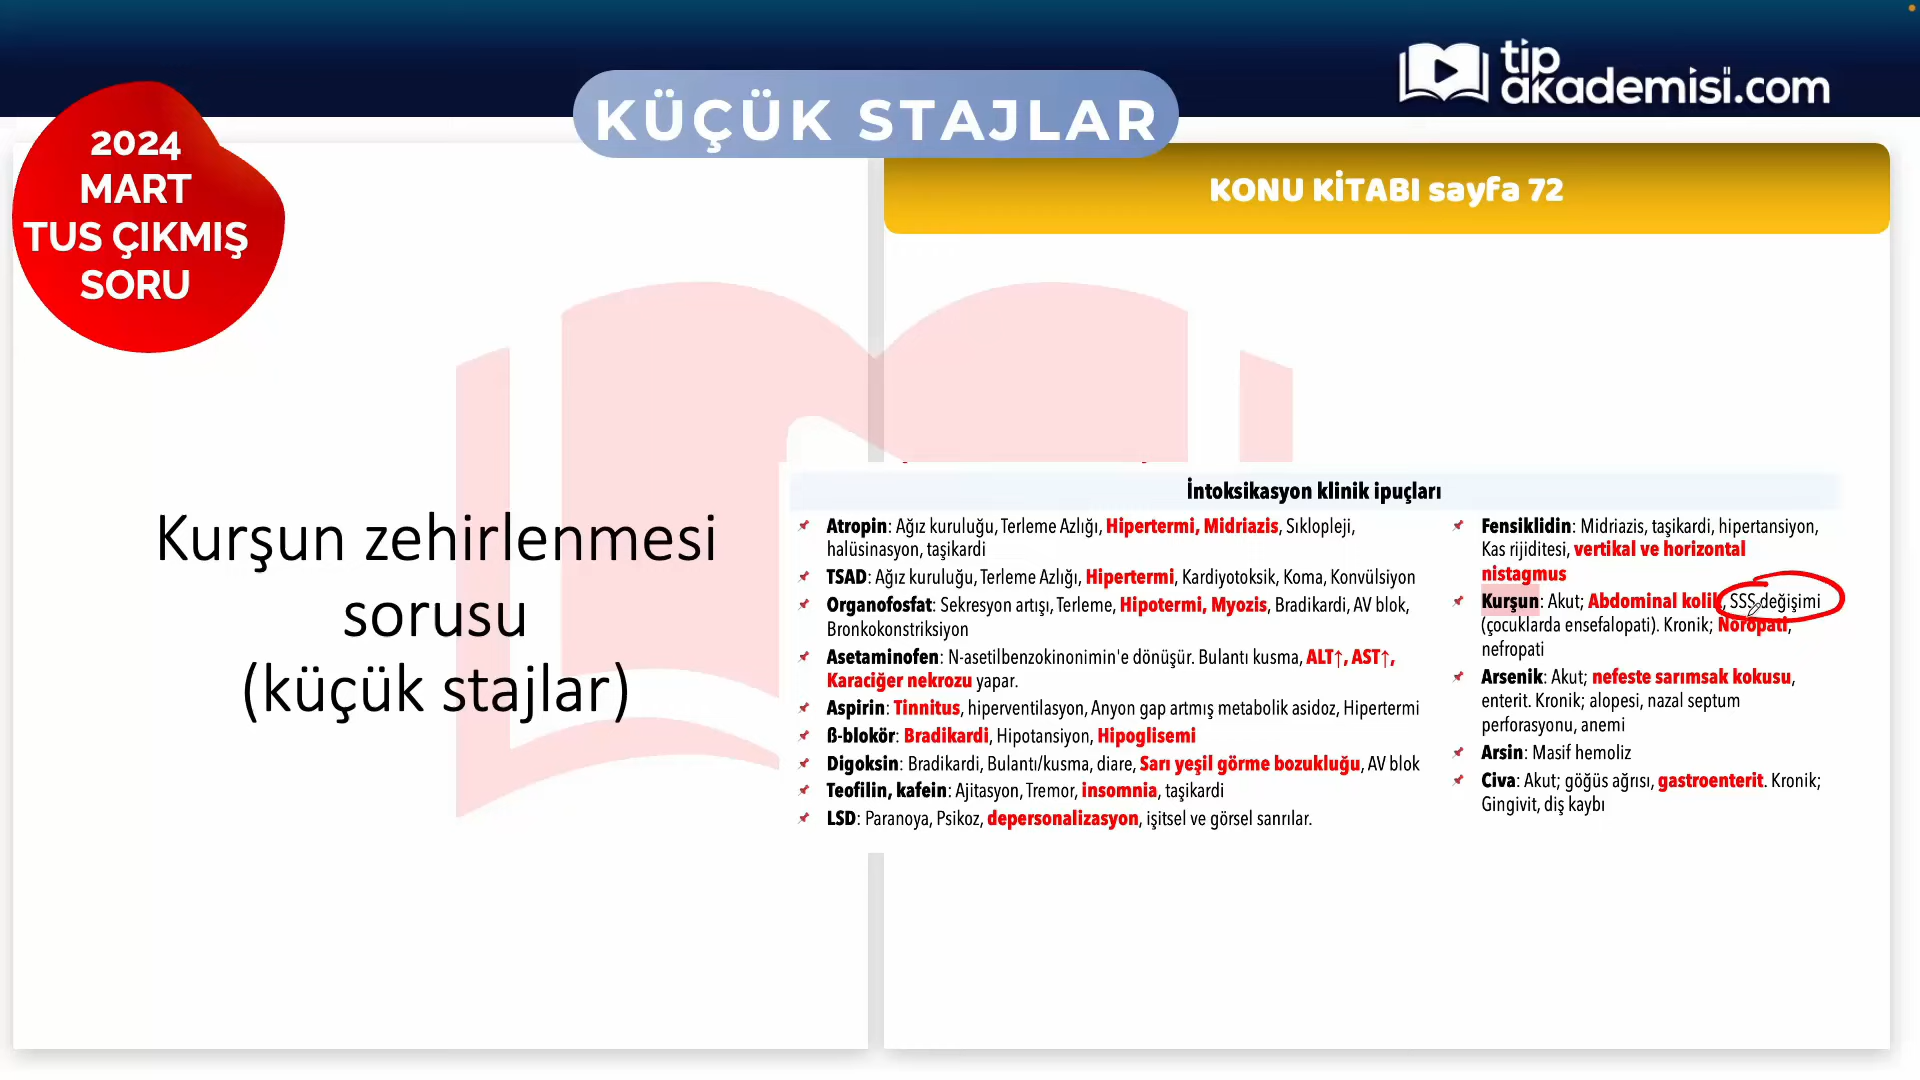 tıp
akademisi.com
KÜÇÜK STAJLAR
2024
MART
TUS ÇIKMIŞ
SORU
KONU KİTABI sayfa 72
Kurşun zehirlenmesi
sorusu
(küçük stajlar)
İntoksikasyon klinik ipuçları
Atropin: Ağız kuruluğu, Terleme Azlığı, Hipertermi, Midriazis, Sıklopleji,
halüsinasyon, taşikardi
TSAD: Ağız kuruluğu, Terleme Azlığı, Hipertermi, Kardiyotoksik, Koma, Konvülsiyon
Organofosfat: Sekresyon artışı, Terleme, Hipotermi, Myozis, Bradikardi, AV blok,
Bronkokonstriksiyon
Asetaminofen: N-asetilbenzokinonimin'e dönüşür. Bulantı kusma, ALT↑, AST↑,
Karaciğer nekrozu yapar.
Aspirin: Tinnitus, hiperventilasyon, Anyon gap artmış metabolik asidoz, Hipertermi
ß-blokör: Bradikardi, Hipotansiyon, Hipoglisemi
Digoksin: Bradikardi, Bulantı/kusma, diare, Sarı yeşil görme bozukluğu, AV blok
Teofilin, kafein: Ajitasyon, Tremor, insomnia, taşikardi
LSD: Paranoya, Psikoz, depersonalizasyon, işitsel ve görsel sanrılar.
Fensiklidin: Midriazis, taşikardi, hipertansiyon,
Kas rijiditesi, vertikal ve horizontal
nistagmus
Kurşun: Akut; Abdominal kolik, SSS değişimi
(çocuklarda ensefalopati). Kronik; Nöropati,
nefropati
Arsenik: Akut; nefeste sarımsak kokusu,
enterit. Kronik; alopesi, nazal septum
perforasyonu, anemi
Arsin: Masif hemoliz
Civa: Akut; göğüs ağrısı, gastroenterit. Kronik;
Gingivit, diş kaybı